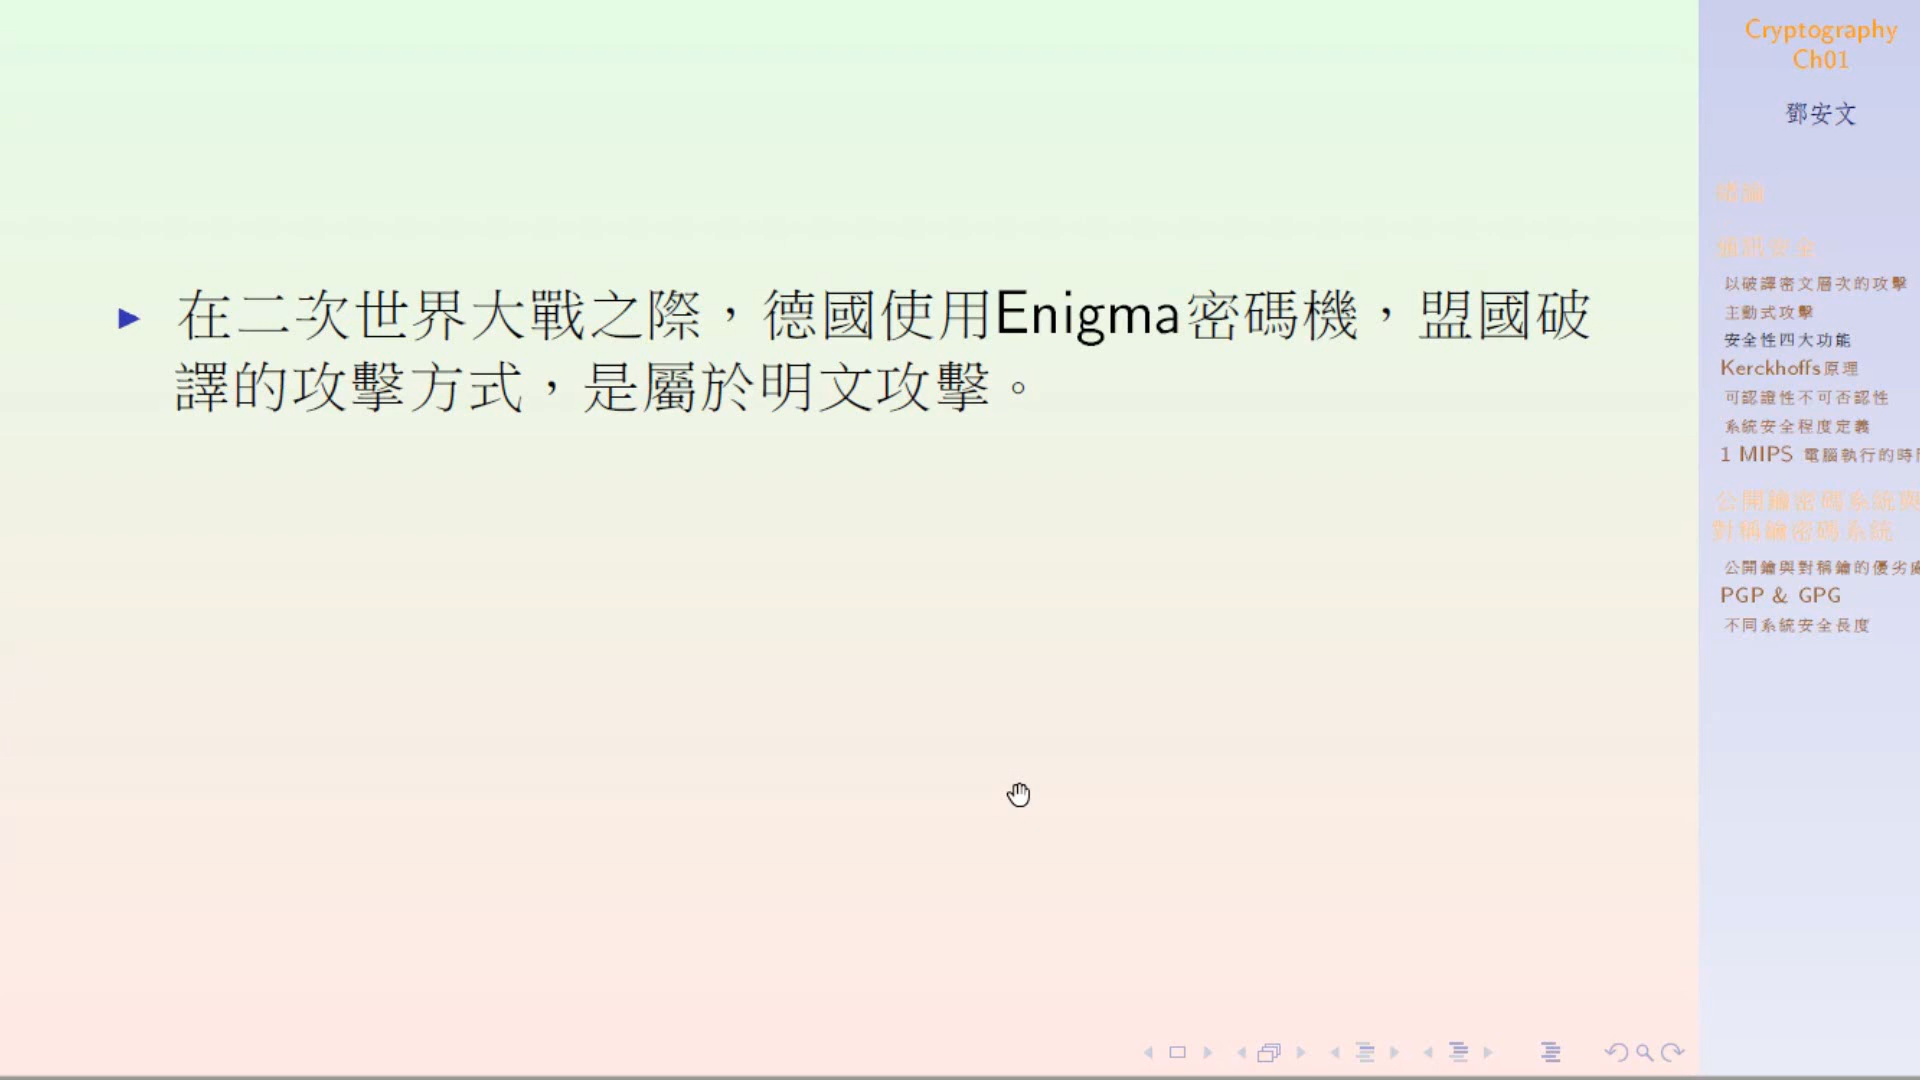 在二次世界大戰之際，德國使用Enigma密碼機，盟國破
譯的攻擊方式，是屬於明文攻擊。
Cryptography
Ch01
鄧安文
緒論
資訊安全
以破譯密文層次的攻擊
主動式攻擊
安全性四大功能
Kerckhoffs原理
可認證性不可否認性
系統安全程度定義
1 MIPS 電腦執行的時
公開鑰密碼系統與
對稱鑰密碼系統
公開鑰與對稱鑰的優劣
PGP & GPG
不同系統安全長度